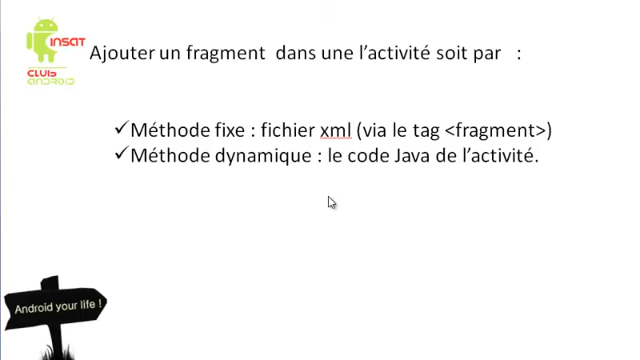 INSAT
CLUB
ANDROID
Ajouter un fragment dans une l'activité soit par :
✓Méthode fixe : fichier xml (via le tag <fragment>)
✓Méthode dynamique : le code Java de l'activité.
Android your life !